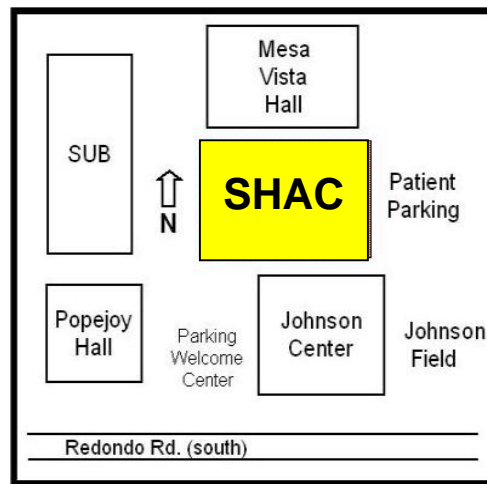 Mesa
Vista
Hall
SUB
N
SHAC
Patient
Parking
Popejoy
Hall
Parking
Welcome
Center
Johnson
Center
Johnson
Field
Redondo Rd. (south)